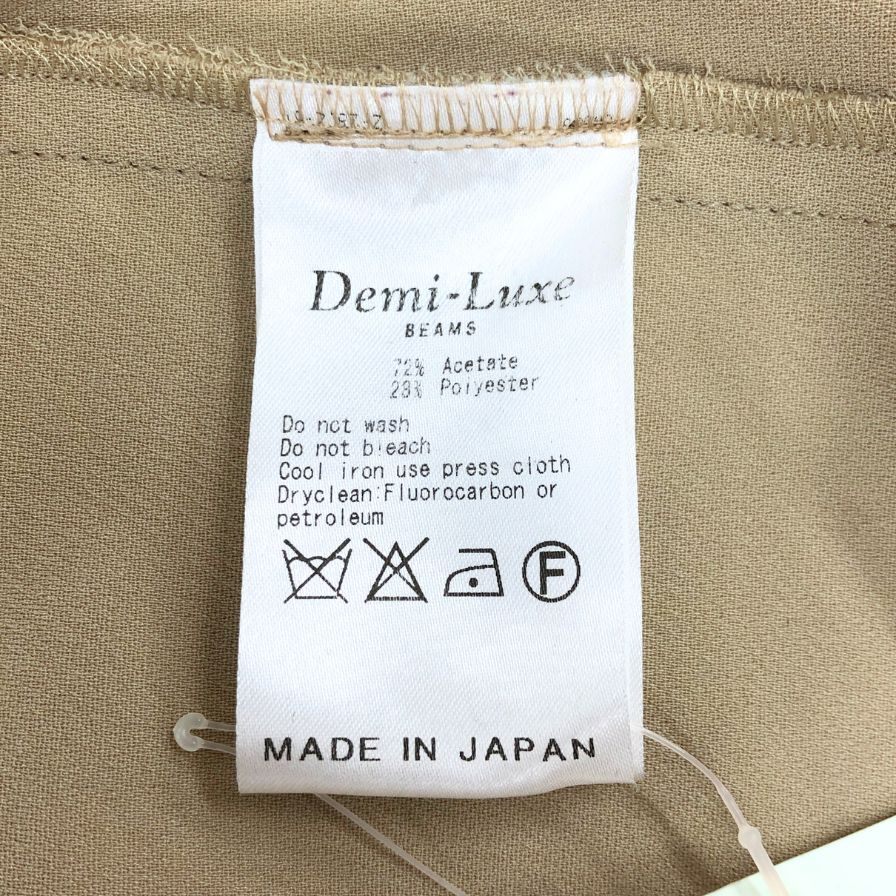 Demi-Luxe
BEAMS
72% Acetate
28% Polyester
Do not wash
Do not bleach
Cool iron use press cloth
Dryclean:Fluorocarbon or
petroleum
F
MADE IN JAPAN